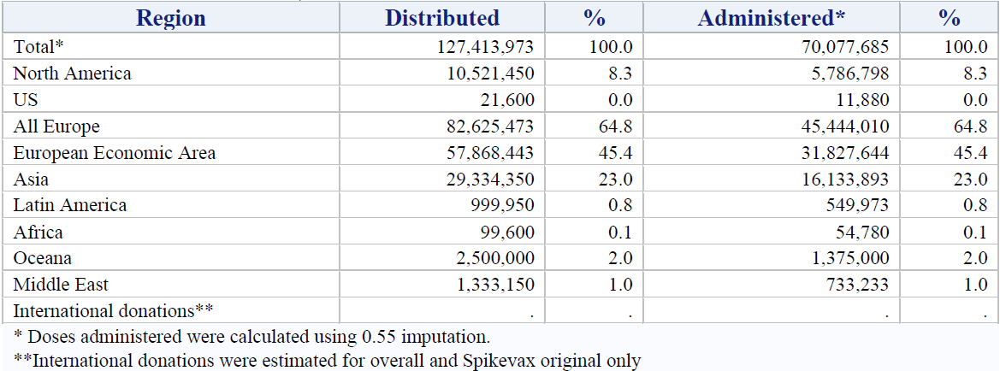 Region Distributed % Administered* %
Total* 127,413,973 100.0 70,077,685 100.0
North America 10,521,450 8.3 5,786,798 8.3
US 21,600 0.0 11,880 0.0
All Europe 82,625,473 64.8 45,444,010 64.8
European Economic Area 57,868,443 45.4 31,827,644 45.4
Asia 29,334,350 23.0 16,133,893 23.0
Latin America 999,950 0.8 549,973 0.8
Africa 99,600 0.1 54,780 0.1
Oceana 2,500,000 2.0 1,375,000 2.0
Middle East 1,333,150 1.0 733,233 1.0
International donations** . . . .
* Doses administered were calculated using 0.55 imputation.
**International donations were estimated for overall and Spikevax original only